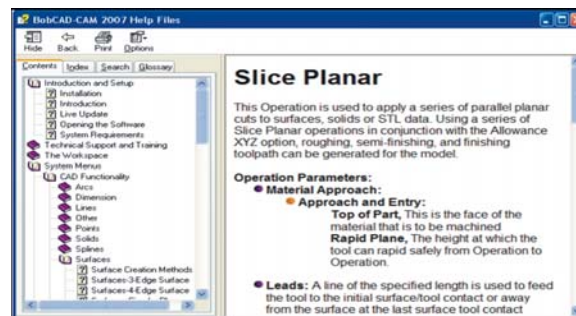 BobCAD-CAM 2007 Help Files
Hide Back Print Options
Contents Index Search Glossary
Introduction and Setup
Installation
Introduction
Live Update
Opening the Software
System Requirements
Technical Support and Training
The Workspace
System Menus
CAD Functionality
Arcs
Dimension
Lines
Other
Points
Solids
Splines
Surfaces
Surface Creation Methods
Surfaces-3-Edge Surface
Surfaces-4-Edge Surface
Slice Planar
This Operation is used to apply a series of parallel planar
cuts to surfaces, solids or STL data. Using a series of
Slice Planar operations in conjunction with the Allowance
XYZ option, roughing, semi-finishing, and finishing
toolpath can be generated for the model.
Operation Parameters:
Material Approach:
Approach and Entry:
Top of Part, This is the face of the
material that is to be machined
Rapid Plane, The height at which the
tool can rapid safely from Operation to
Operation.
Leads: A line of the specified length is used to feed
the tool to the initial surface/tool contact or away
from the surface at the last surface tool contact